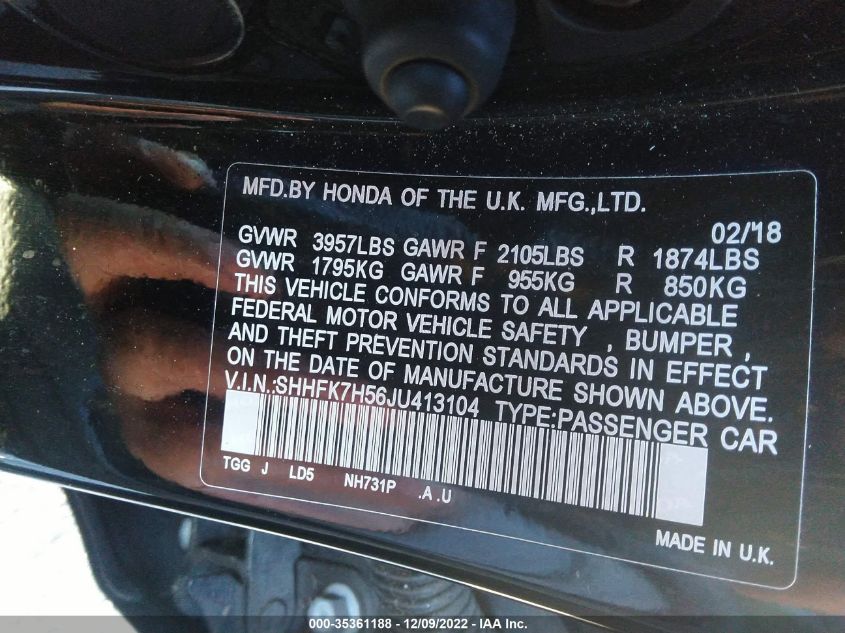 MFD.BY HONDA OF THE U.K. MFG.,LTD.
02/18
GVWR 3957LBS GAWR F 2105LBS R 1874LBS
GVWR 1795KG GAWR F 955KG R 850KG
THIS VEHICLE CONFORMS TO ALL APPLICABLE
FEDERAL MOTOR VEHICLE SAFETY , BUMPER ,
AND THEFT PREVENTION STANDARDS IN EFFECT
ON THE DATE OF MANUFACTURE SHOWN ABOVE.
V.I.N.:SHHFK7H56JU413104 TYPE:PASSENGER CAR
TGG J LD5 NH731P .A .U
MADE IN U.K.
000-35361188 - 12/09/2022 - IAA Inc.